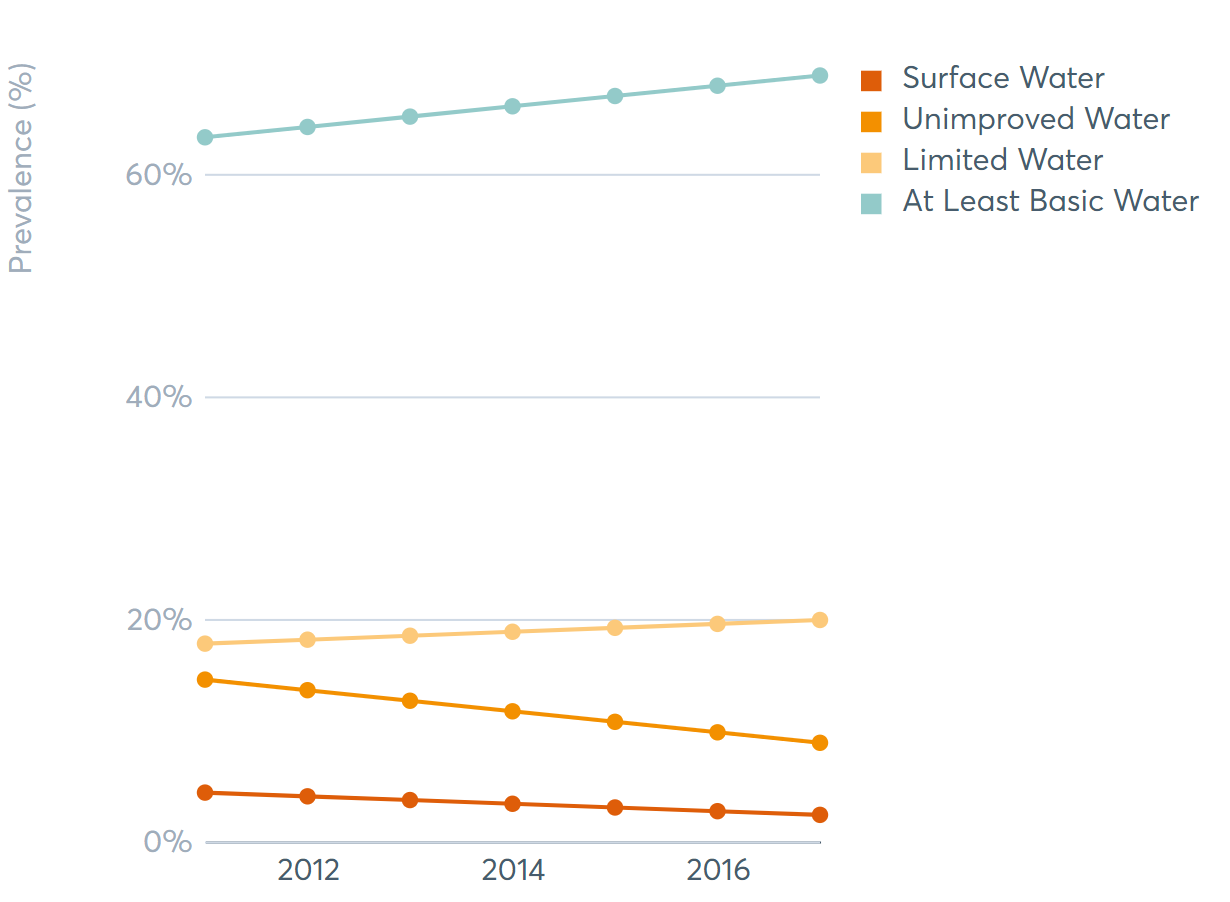 Prevalence (%)
60%
40%
20%
0%
2012
2014
2016
Surface Water
Unimproved Water
Limited Water
At Least Basic Water